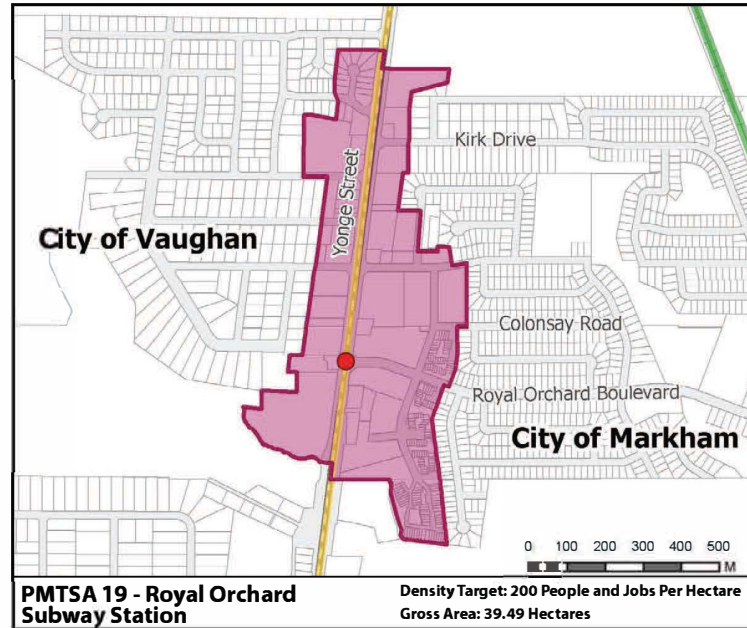 Kirk Drive
Yonge Street
City of Vaughan
Colonsay Road
Royal Orchard Boulevard
City of Markham
0 100 200 300 400 500
M
PMTSA 19 - Royal Orchard
Subway Station
Density Target: 200 People and Jobs Per Hectare
Gross Area: 39.49 Hectares